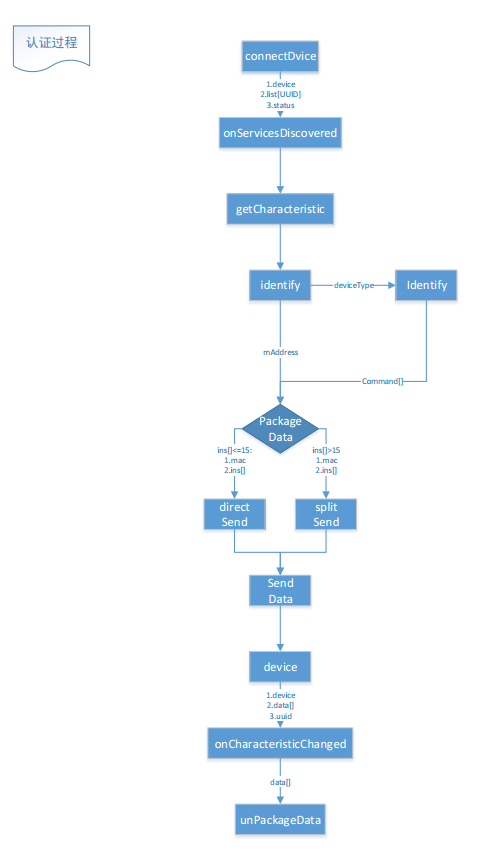 认证过程
connectDvice
1.device
2.list[UUID]
3.status
onServicesDiscovered
getCharacteristic
identify
deviceType
Identify
mAddress
Command[]
Package
Data
ins[]<=15:
1.mac
2.ins[]
ins[]>15
1.mac
2.ins[]
direct
Send
split
Send
Send
Data
device
1.device
2.data[]
3.uuid
onCharacteristicChanged
data[]
unPackageData